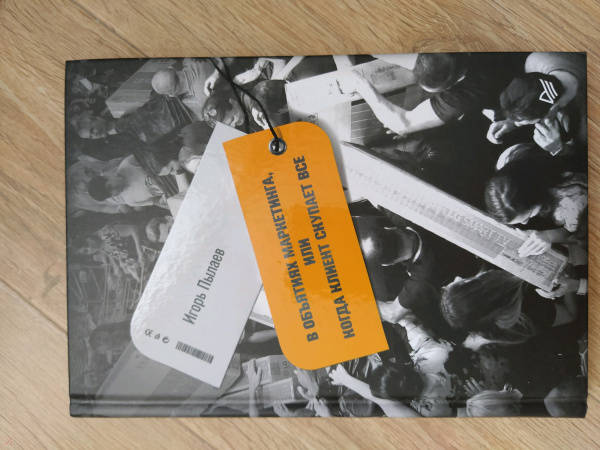 Игорь Пылаев
В ОБЪЯТИЯХ МАРКЕТИНГА,
ИЛИ
КОГДА КЛИЕНТ СКУПАЕТ ВСЕ